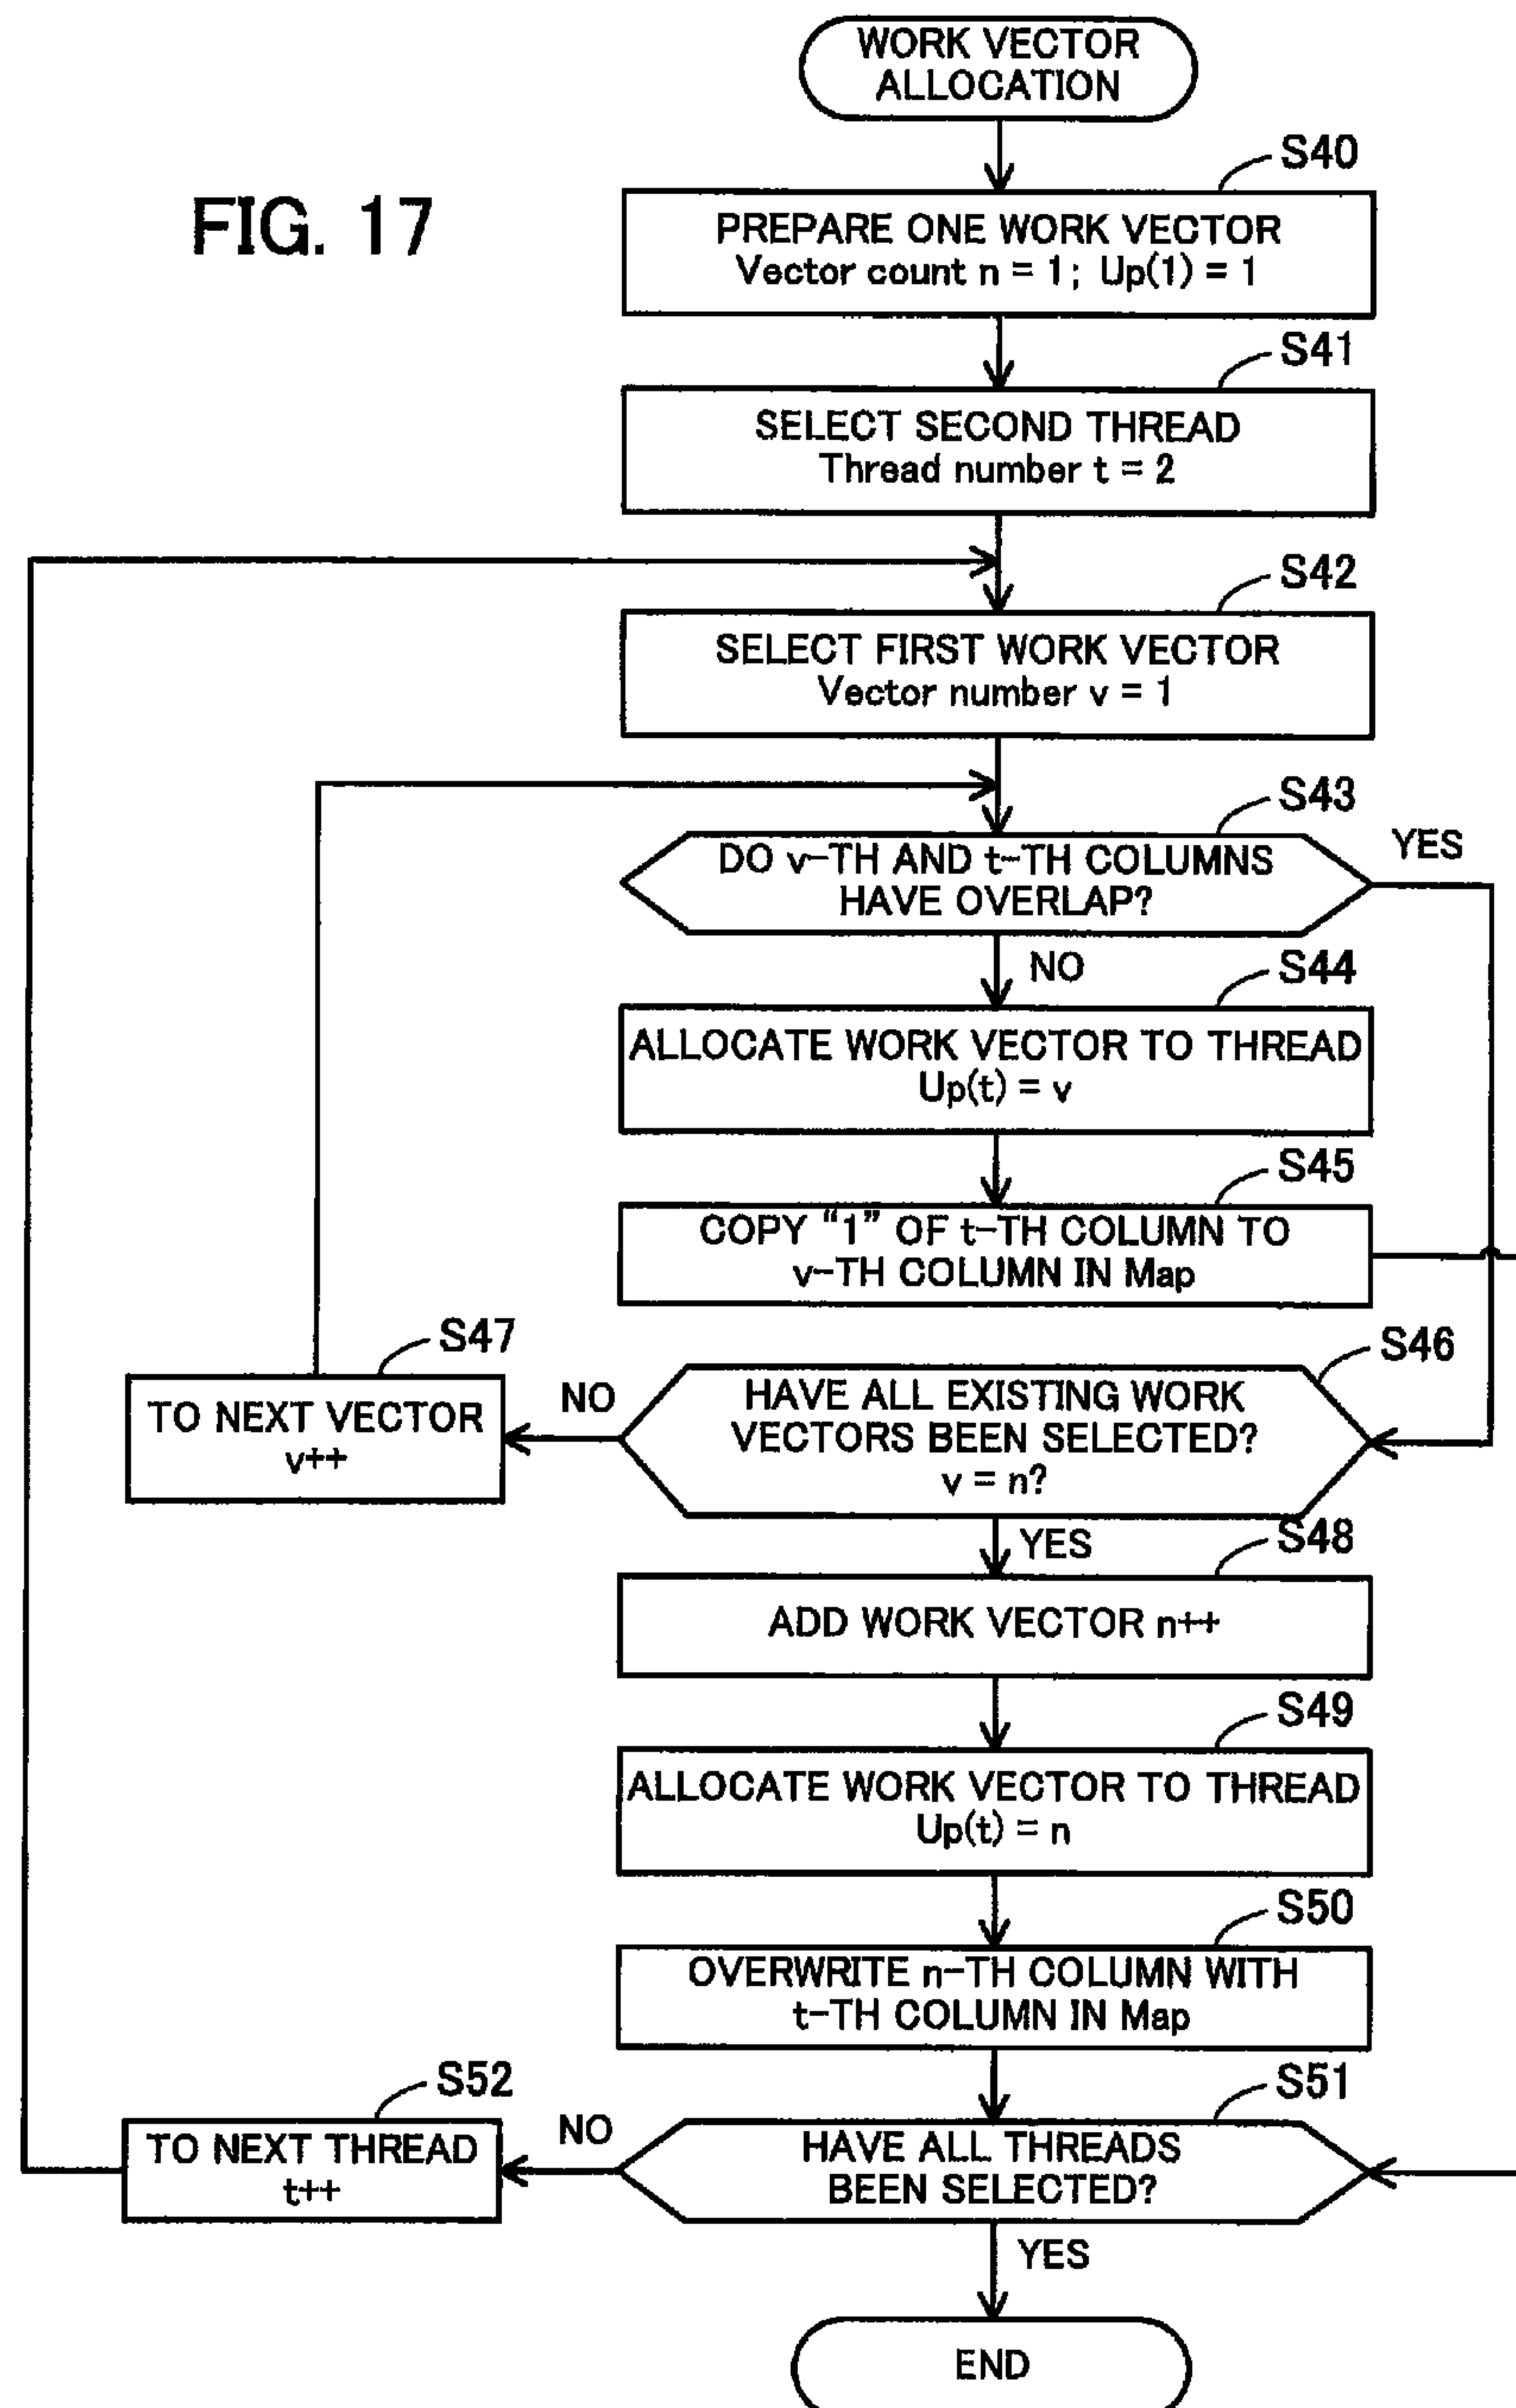 WORK VECTOR
ALLOCATION
FIG. 17
S40
PREPARE ONE WORK VECTOR
Vector count n = 1; Up(1) = 1
S41
SELECT SECOND THREAD
Thread number t = 2
S42
SELECT FIRST WORK VECTOR
Vector number v = 1
S43
DO v-TH AND t-TH COLUMNS
HAVE OVERLAP?
YES
NO
S44
ALLOCATE WORK VECTOR TO THREAD
Up(t) = v
S45
COPY “1” OF t-TH COLUMN TO
v-TH COLUMN IN Map
S46
HAVE ALL EXISTING WORK
VECTORS BEEN SELECTED?
v = n?
NO
S47
TO NEXT VECTOR
v++
YES
S48
ADD WORK VECTOR n++
S49
ALLOCATE WORK VECTOR TO THREAD
Up(t) = n
S50
OVERWRITE n-TH COLUMN WITH
t-TH COLUMN IN Map
S51
HAVE ALL THREADS
BEEN SELECTED?
NO
S52
TO NEXT THREAD
t++
YES
END